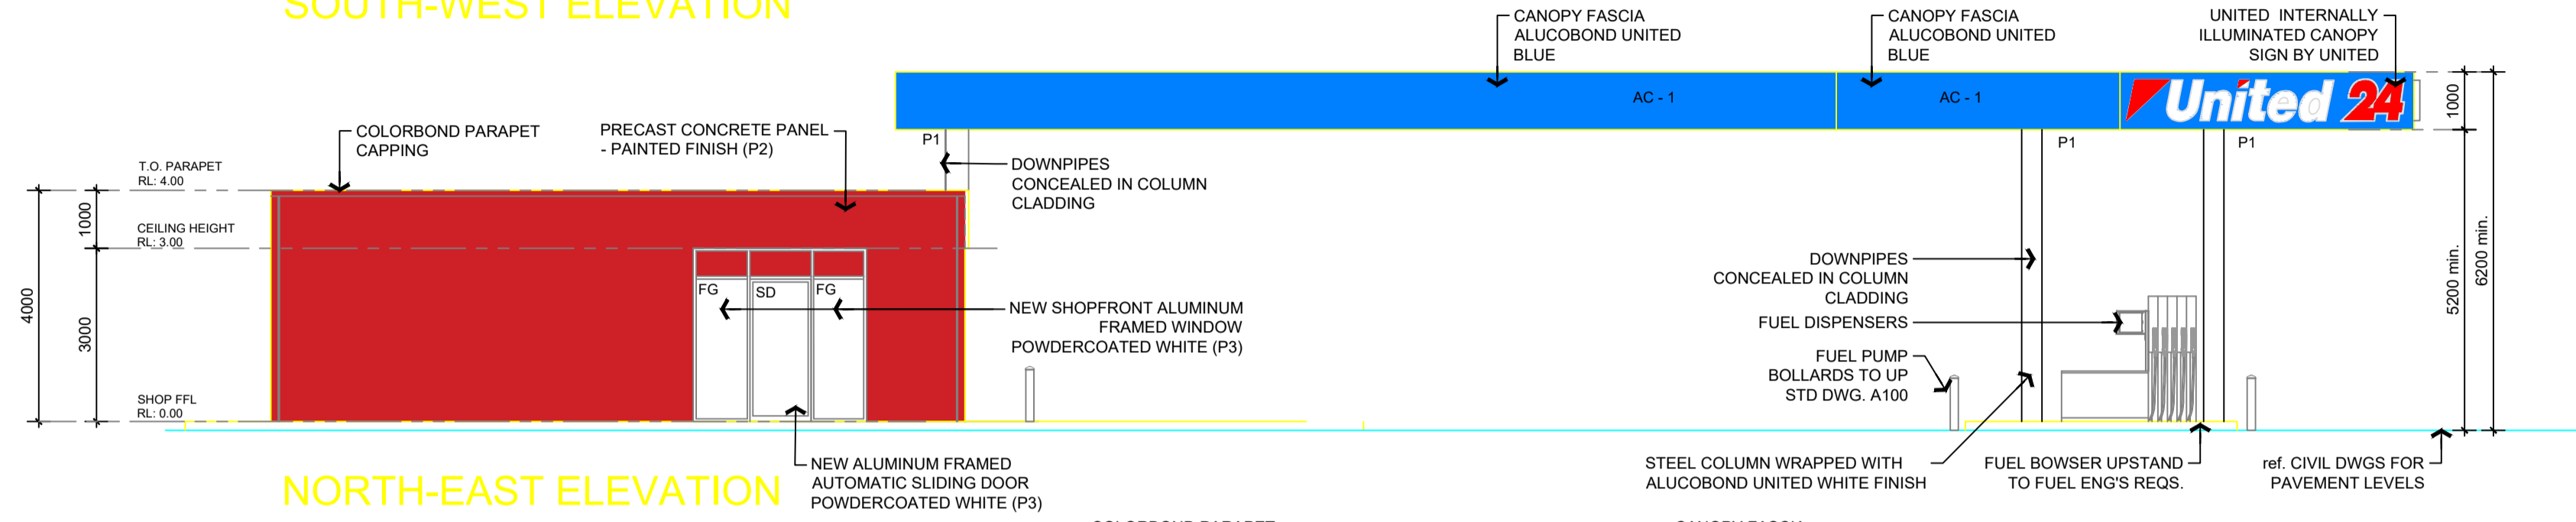 SOUTH-WEST ELEVATION
CANOPY FASCIA
ALUCOBOND UNITED
BLUE
CANOPY FASCIA
ALUCOBOND UNITED
BLUE
UNITED INTERNALLY
ILLUMINATED CANOPY
SIGN BY UNITED
AC - 1
AC - 1
United 24
1000
COLORBOND PARAPET
CAPPING
PRECAST CONCRETE PANEL
- PAINTED FINISH (P2)
P1
P1
P1
DOWNPIPES
CONCEALED IN COLUMN
CLADDING
T.O. PARAPET
RL: 4.00
1000
CEILING HEIGHT
RL: 3.00
4000
3000
SHOP FFL
RL: 0.00
FG
SD
FG
NEW SHOPFRONT ALUMINUM
FRAMED WINDOW
POWDERCOATED WHITE (P3)
DOWNPIPES
CONCEALED IN COLUMN
CLADDING
FUEL DISPENSERS
FUEL PUMP
BOLLARDS TO UP
STD DWG. A100
5200 min.
6200 min.
NEW ALUMINUM FRAMED
AUTOMATIC SLIDING DOOR
POWDERCOATED WHITE (P3)
STEEL COLUMN WRAPPED WITH
ALUCOBOND UNITED WHITE FINISH
FUEL BOWSER UPSTAND
TO FUEL ENG'S REQS.
ref. CIVIL DWGS FOR
PAVEMENT LEVELS
NORTH-EAST ELEVATION
COLORBOND PARAPET
CANOPY FASCIA